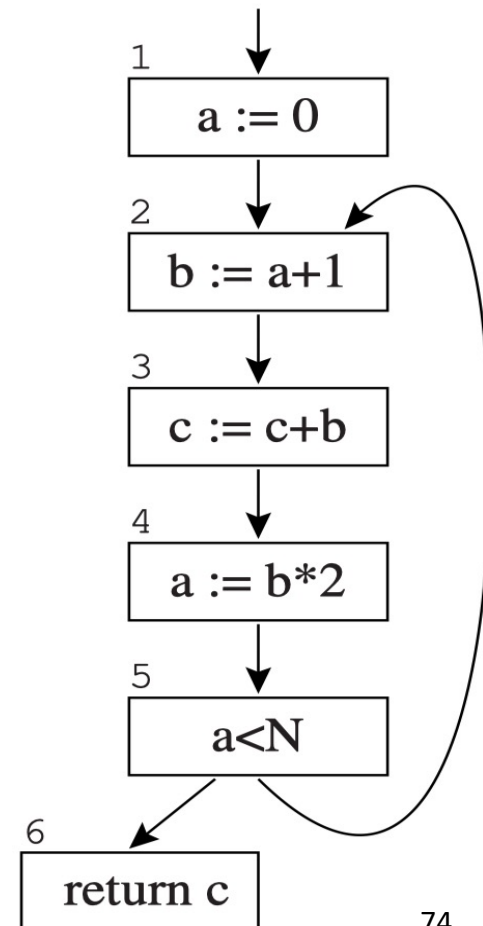 1
a := 0
2
b := a+1
3
c := c+b
4
a := b*2
5
a<N
6
return c
74